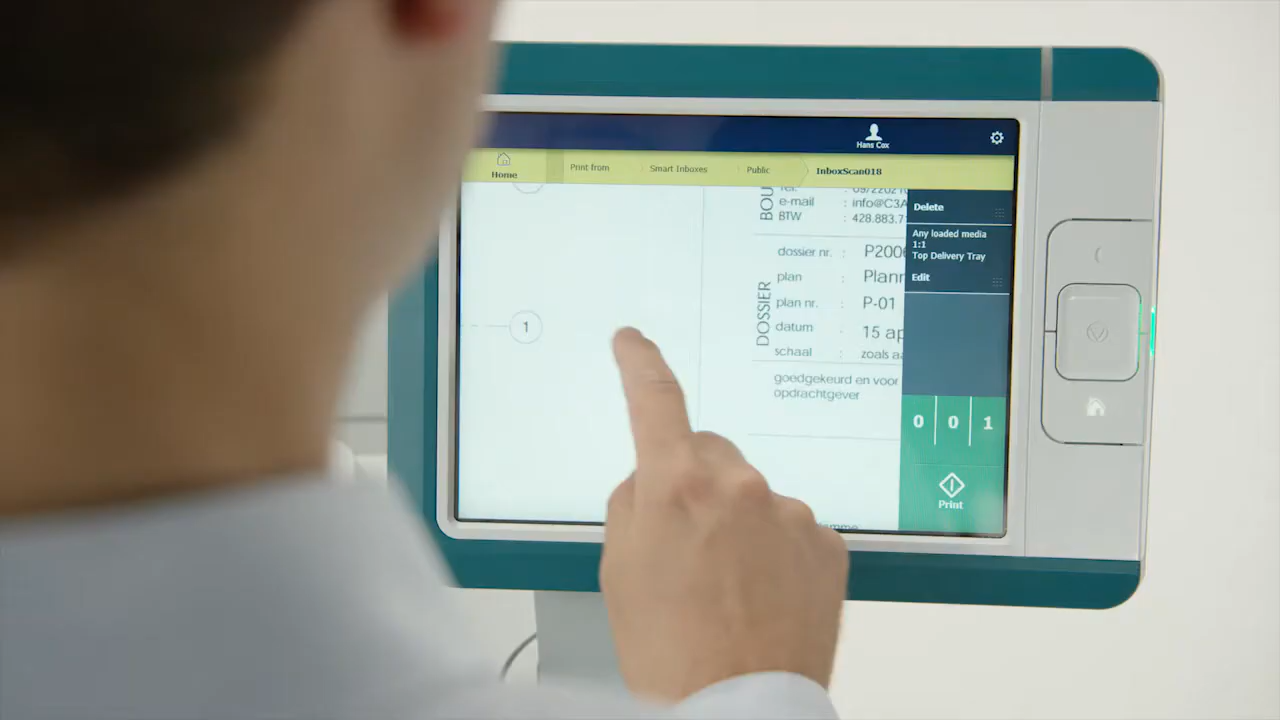 Hans Cox
Home
Print from
Smart Inboxes
Public
InboxScan018
Delete
Any loaded media
1:1
Top Delivery Tray
Edit
1
e-mail : info@C3A
BTW 428.883.7
DOSSIER
dossier nr. : P200
plan : Plan
plan nr. : P-01
datum : 15 ap
schaal : zoals
goedgekeurd en voor
opdrachtgever
0 0 1
Print